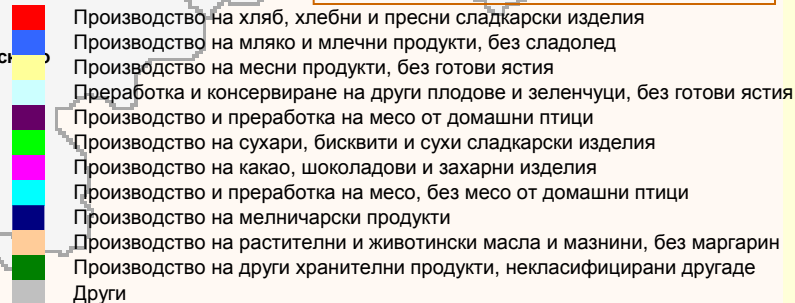 Производство на хляб, хлебни и пресни сладкарски изделия
Производство на мляко и млечни продукти, без сладолед
Производство на месни продукти, без готови ястия
Преработка и консервиране на други плодове и зеленчуци, без готови ястия
Производство и преработка на месо от домашни птици
Производство на сухари, бисквити и сухи сладкарски изделия
Производство на какао, шоколадови и захарни изделия
Производство и преработка на месо, без месо от домашни птици
Производство на мелничарски продукти
Производство на растителни и животински масла и мазнини, без маргарин
Производство на други хранителни продукти, некласифицирани другаде
Други